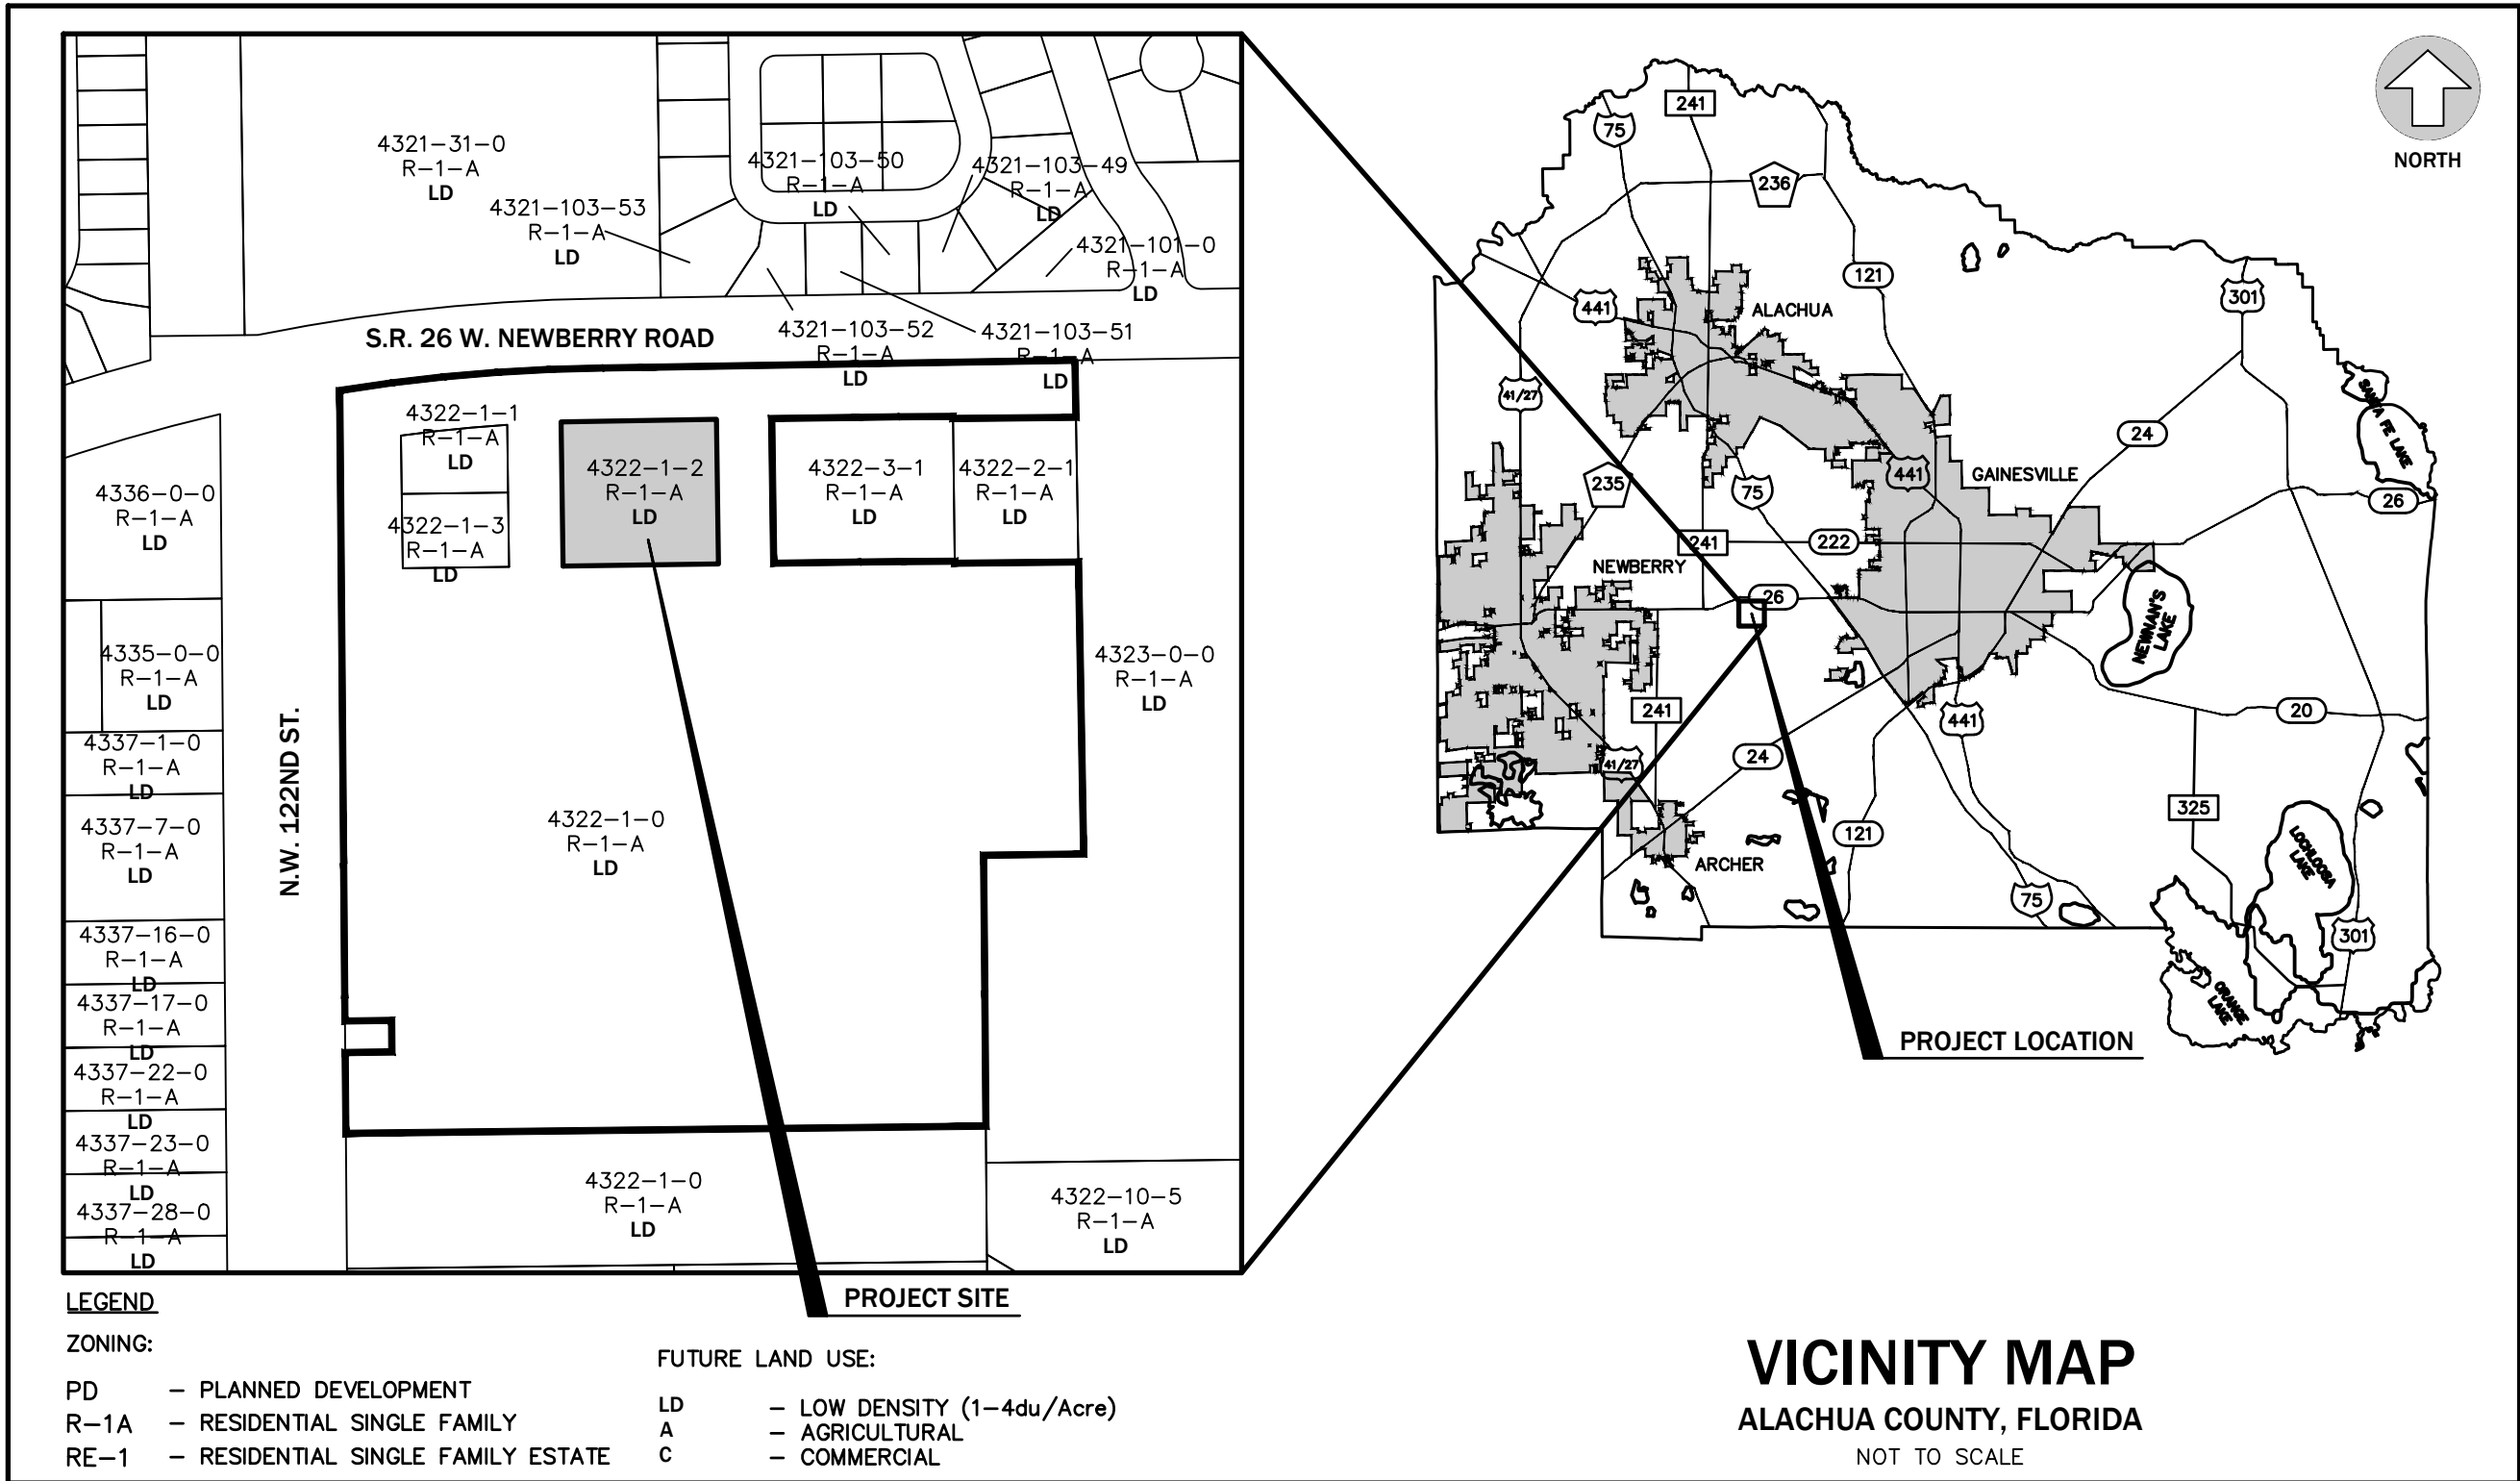 4321-31-0
R-1-A
LD
4321-103-53
R-1-A
LD
4321-103-50
R-1-A
LD
4321-103-49
R-1-A
LD
4321-101-0
R-1-A
LD
S.R. 26 W. NEWBERRY ROAD
4321-103-52
R-1-A
LD
4321-103-51
R-1-A
LD
4322-1-1
R-1-A
LD
4322-1-3
R-1-A
LD
4322-1-2
R-1-A
LD
4322-3-1
R-1-A
LD
4322-2-1
R-1-A
LD
4336-0-0
R-1-A
LD
4335-0-0
R-1-A
LD
4337-1-0
R-1-A
LD
4337-7-0
R-1-A
LD
4337-16-0
R-1-A
LD
4337-17-0
R-1-A
LD
4337-22-0
R-1-A
LD
4337-23-0
R-1-A
LD
4337-28-0
R-1-A
LD
N.W. 122ND ST.
4322-1-0
R-1-A
LD
4323-0-0
R-1-A
LD
4322-1-0
R-1-A
LD
4322-10-5
R-1-A
LD
PROJECT SITE
LEGEND
ZONING:
PD - PLANNED DEVELOPMENT
R-1A - RESIDENTIAL SINGLE FAMILY
RE-1 - RESIDENTIAL SINGLE FAMILY ESTATE
FUTURE LAND USE:
LD - LOW DENSITY (1-4du/Acre)
A - AGRICULTURAL
C - COMMERCIAL
NORTH
241
75
236
121
441
ALACHUA
301
41/27
SANTA FE LAKE
24
441
GAINESVILLE
235
75
26
241
222
NEWBERRY
26
NEWNAN'S
LAKE
241
441
20
24
41/27
325
121
ARCHER
LOCHLOOSA
LAKE
75
301
ORANGE
LAKE
PROJECT LOCATION
VICINITY MAP
ALACHUA COUNTY, FLORIDA
NOT TO SCALE